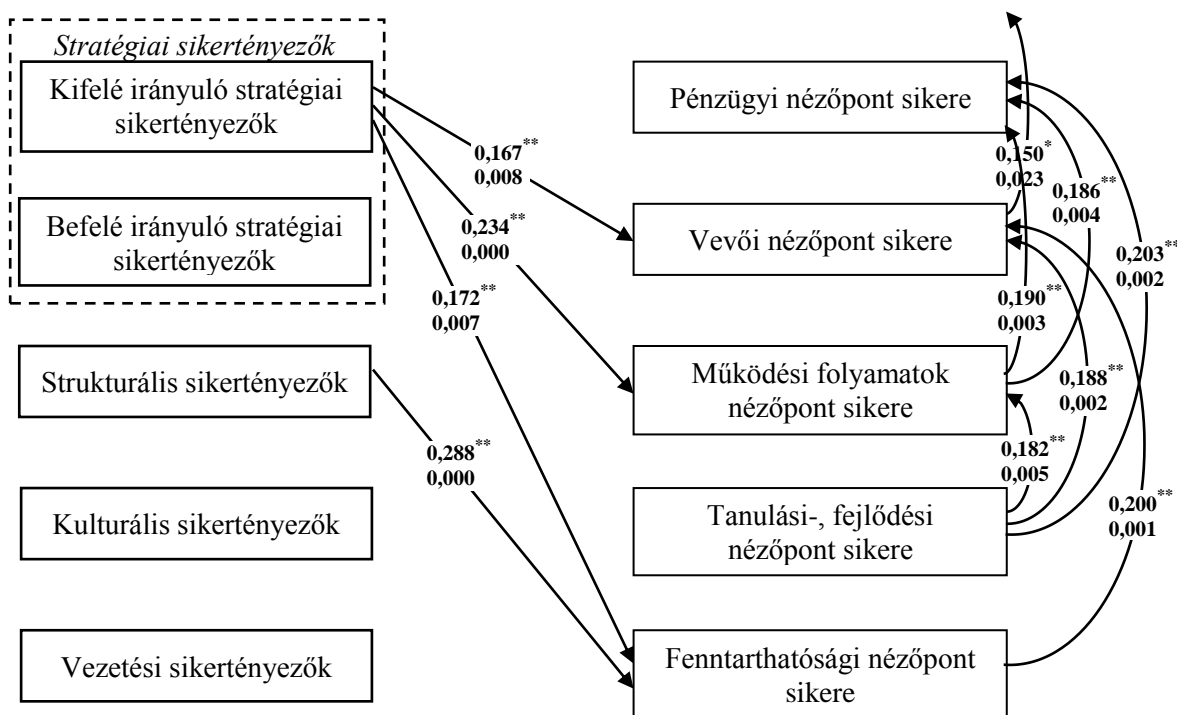 Stratégiai sikertényezők
Kifelé irányuló stratégiai
sikertényezők
Befelé irányuló stratégiai
sikertényezők
Strukturális sikertényezők
Kulturális sikertényezők
Vezetési sikertényezők
0,167**
0,008
0,234**
0,000
0,172**
0,007
0,288**
0,000
Pénzügyi nézőpont sikere
Vevői nézőpont sikere
Működési folyamatok
nézőpont sikere
Tanulási-, fejlődési
nézőpont sikere
Fenntarthatósági nézőpont
sikere
0,150*
0,023
0,186**
0,004
0,203**
0,002
0,190**
0,003
0,188**
0,002
0,182**
0,005
0,200**
0,001